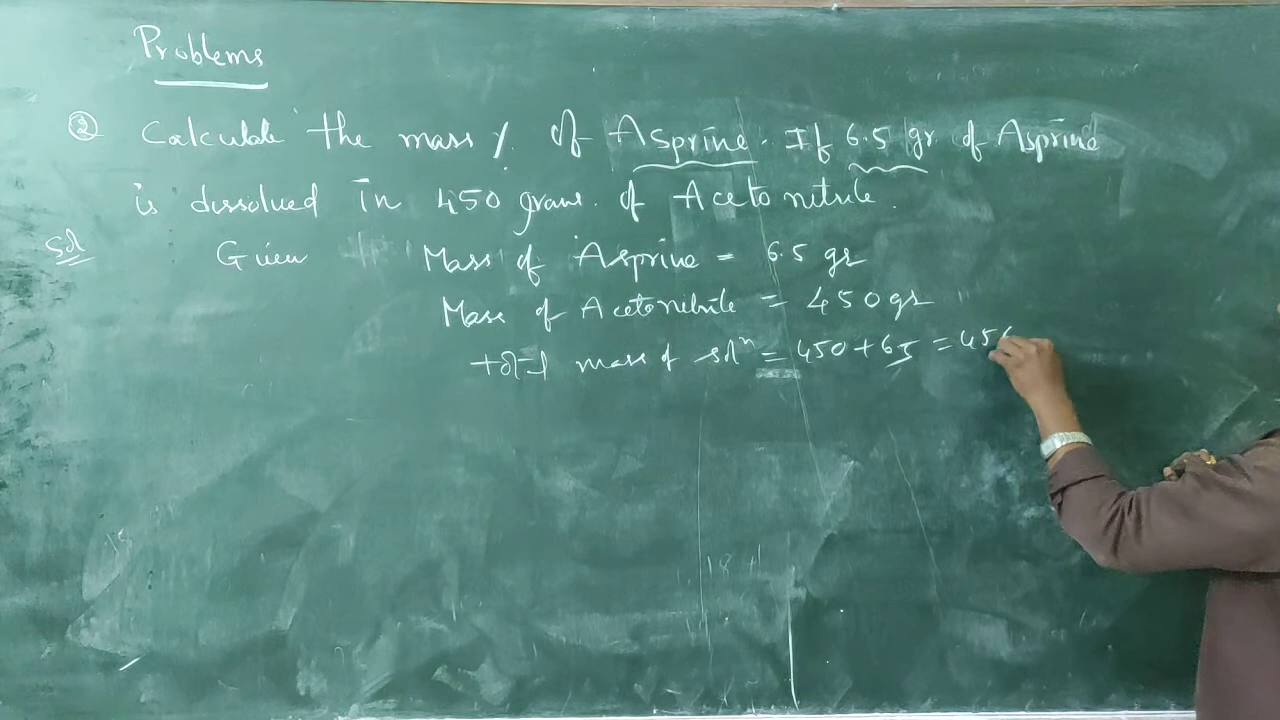 Problems
② Calculate the mass % of Asprine. If 6.5 gr. of Asprine
is dissolved in 450 grams. of Acetonitrile.
Sol Given Mass of Asprine = 6.5 gr
Mass of Acetonitrile = 450 gr
total mass of solⁿ = 450 + 6.5 = 456